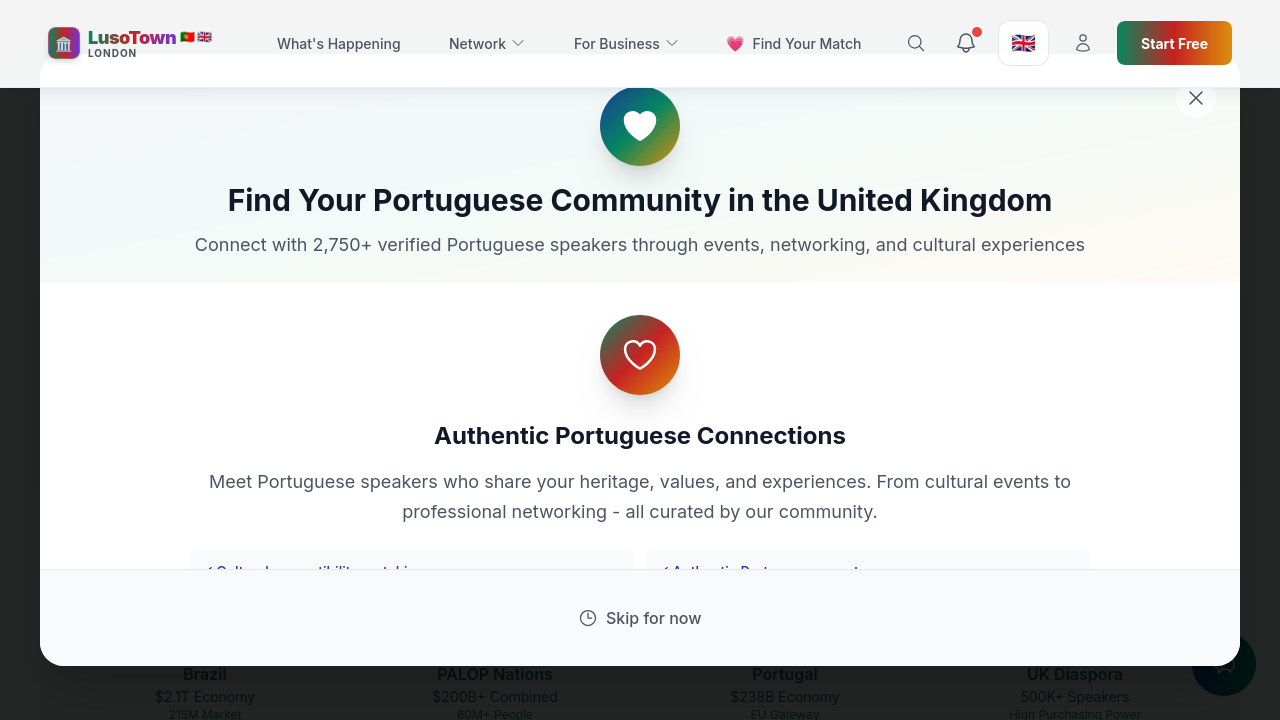 LusoTown
LONDON
What's Happening
Network
For Business
Find Your Match
Start Free
Find Your Portuguese Community in the United Kingdom
Connect with 2,750+ verified Portuguese speakers through events, networking, and cultural experiences
Authentic Portuguese Connections
Meet Portuguese speakers who share your heritage, values, and experiences. From cultural events to
professional networking - all curated by our community.
Skip for now
Brazil
PALOP Nations
Portugal
UK Diaspora
$2.1T Economy
$200B+ Combined
$238B Economy
500K+ Speakers
215M Market
60M+ People
EU Gateway
High Purchasing Power